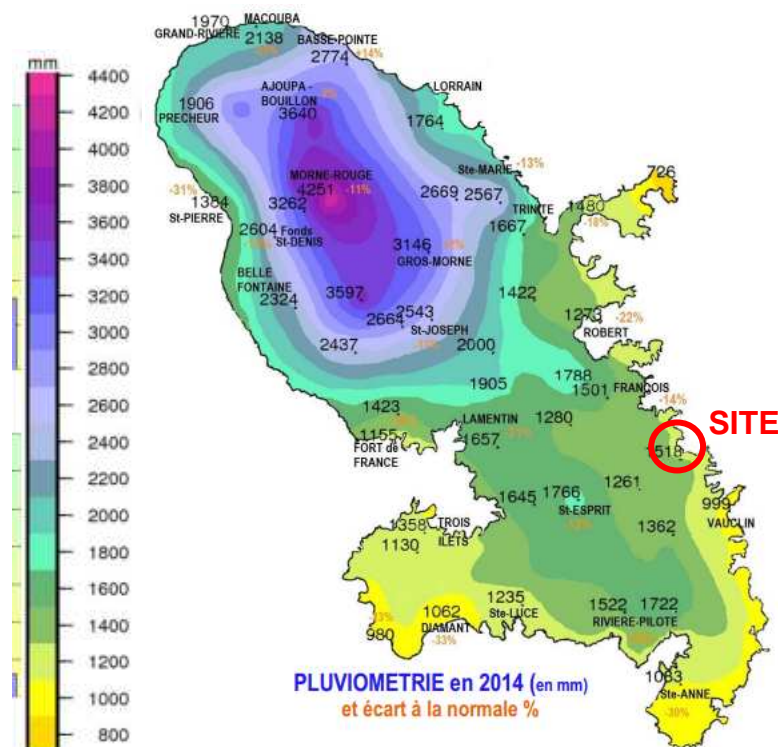 1970
MACOUBA
GRAND-RIVIERE
2138
BASSE-POINTE
+14%
2774
mm
4400
4200
4000
3800
3600
3400
3200
3000
2800
2600
2400
2200
2000
1800
1600
1400
1200
1000
800
AJOUPA -
BOUILLON
3640
LORRAIN
1906
PRECHEUR
1764
MORNE-ROUGE
4251
-11%
Ste-MARIE
-13%
-31%
1384
St-PIERRE
3262
2669
2567
726
TRINITE
1480
-18%
2604
Fonds
St-DENIS
1667
3146
GROS-MORNE
BELLE
FONTAINE
2324
3597
1422
2543
2664
St-JOSEPH
1273
-22%
ROBERT
2437
2000
1905
1788
1501
FRANÇOIS
-14%
1423
LAMENTIN
1280
SITE
1155
FORT de
FRANCE
1657
1518
1261
1645
1766
St-ESPRIT
999
VAUCLIN
1358
TROIS
ILETS
1130
1362
1235
Ste-LUCE
1522
1722
RIVIERE-PILOTE
1062
DIAMANT
-33%
980
1083
Ste-ANNE
-30%
PLUVIOMETRIE en 2014 (en mm)
et écart à la normale %